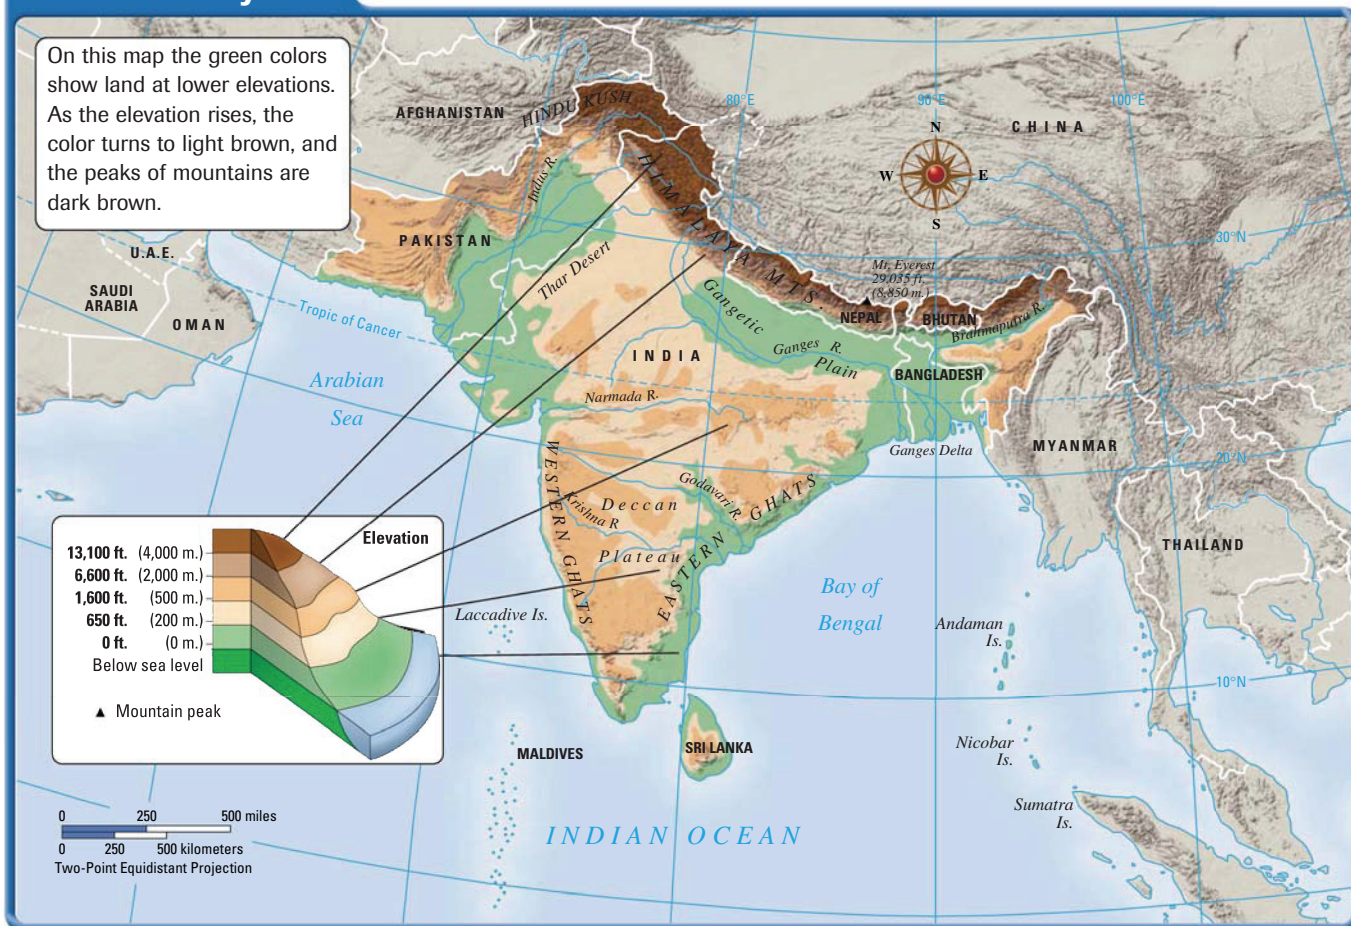 On this map the green colors
show land at lower elevations.
As the elevation rises, the
color turns to light brown, and
the peaks of mountains are
dark brown.
AFGHANISTAN
HINDU KUSH
80°E
90°E
100°E
CHINA
N
W
E
S
Indus R.
HIMALAYA MTS.
PAKISTAN
30°N
U.A.E.
Thar Desert
Mt. Everest
29,035 ft.
(8,850 m.)
SAUDI
ARABIA
OMAN
Tropic of Cancer
Gangetic
Plain
NEPAL
BHUTAN
Brahmaputra R.
Ganges R.
INDIA
BANGLADESH
Arabian
Sea
Narmada R.
MYANMAR
Ganges Delta
20°N
WESTERN GHATS
Godavari R.
EASTERN GHATS
Krishna R
Deccan
Plateau
THAILAND
Elevation
13,100 ft. (4,000 m.)
6,600 ft. (2,000 m.)
1,600 ft. (500 m.)
650 ft. (200 m.)
0 ft. (0 m.)
Below sea level
▲ Mountain peak
Laccadive Is.
Bay of
Bengal
Andaman
Is.
10°N
MALDIVES
SRI LANKA
Nicobar
Is.
Sumatra
Is.
INDIAN OCEAN
0 250 500 miles
0 250 500 kilometers
Two-Point Equidistant Projection